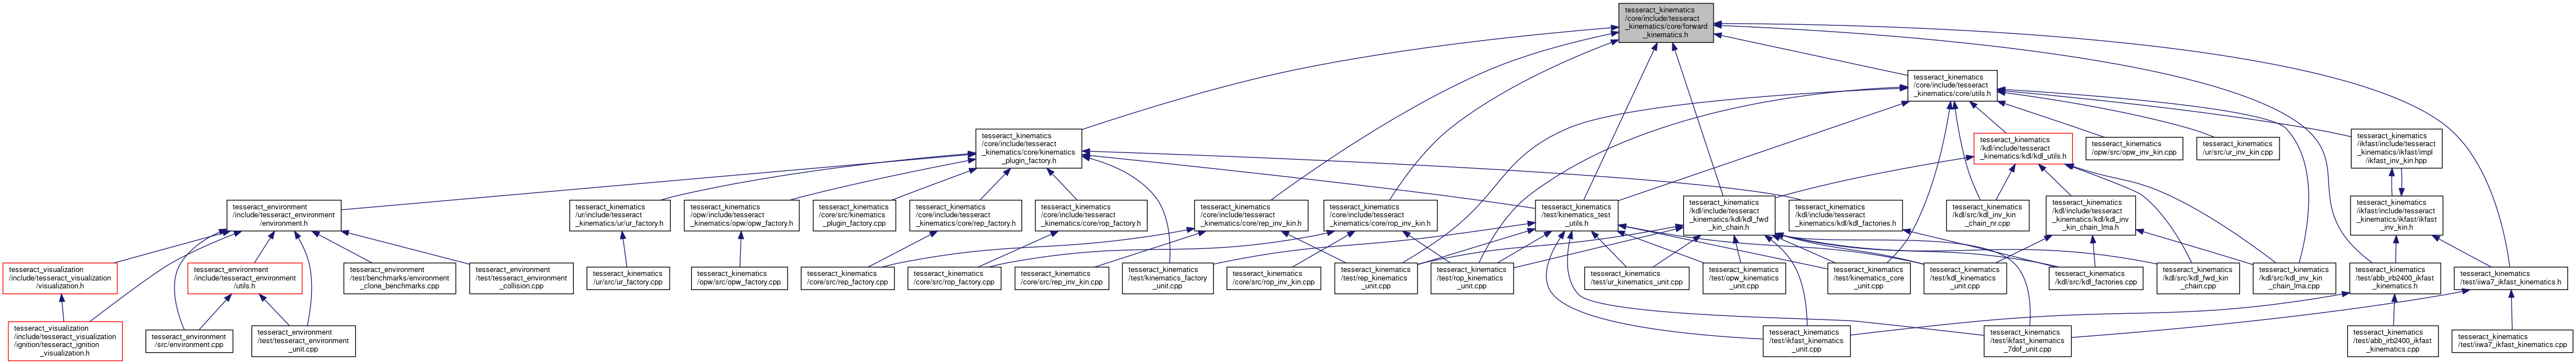 tesseract_kinematics
/core/include/tesseract
_kinematics/core/forward
_kinematics.h
tesseract_kinematics
/core/include/tesseract
_kinematics/core/utils.h
tesseract_kinematics
/core/include/tesseract
_kinematics/core/kinematics
_plugin_factory.h
tesseract_kinematics
/kdl/include/tesseract
_kinematics/kdl/kdl_utils.h
tesseract_kinematics
/opw/src/opw_inv_kin.cpp
tesseract_kinematics
/ur/src/ur_inv_kin.cpp
tesseract_kinematics
/ikfast/include/tesseract
_kinematics/ikfast/impl
/ikfast_inv_kin.hpp
tesseract_environment
/include/tesseract_environment
/environment.h
tesseract_kinematics
/ur/include/tesseract
_kinematics/ur/ur_factory.h
tesseract_kinematics
/opw/include/tesseract
_kinematics/opw/opw_factory.h
tesseract_kinematics
/core/src/kinematics
_plugin_factory.cpp
tesseract_kinematics
/core/include/tesseract
_kinematics/core/rep_factory.h
tesseract_kinematics
/core/include/tesseract
_kinematics/core/rop_factory.h
tesseract_kinematics
/core/include/tesseract
_kinematics/core/rep_inv_kin.h
tesseract_kinematics
/core/include/tesseract
_kinematics/core/rop_inv_kin.h
tesseract_kinematics
/test/kinematics_test
_utils.h
tesseract_kinematics
/kdl/include/tesseract
_kinematics/kdl/kdl_fwd
_kin_chain.h
tesseract_kinematics
/kdl/include/tesseract
_kinematics/kdl/kdl_factories.h
tesseract_kinematics
/kdl/src/kdl_inv_kin
_chain_nr.cpp
tesseract_kinematics
/kdl/include/tesseract
_kinematics/kdl/kdl_inv
_kin_chain_lma.h
tesseract_kinematics
/ikfast/include/tesseract
_kinematics/ikfast/ikfast
_inv_kin.h
tesseract_visualization
/include/tesseract_visualization
/visualization.h
tesseract_environment
/include/tesseract_environment
/utils.h
tesseract_environment
/test/benchmarks/environment
_clone_benchmarks.cpp
tesseract_environment
/test/tesseract_environment
_collision.cpp
tesseract_kinematics
/ur/src/ur_factory.cpp
tesseract_kinematics
/opw/src/opw_factory.cpp
tesseract_kinematics
/core/src/rep_factory.cpp
tesseract_kinematics
/core/src/rop_factory.cpp
tesseract_kinematics
/core/src/rep_inv_kin.cpp
tesseract_kinematics
/test/kinematics_factory
_unit.cpp
tesseract_kinematics
/core/src/rop_inv_kin.cpp
tesseract_kinematics
/test/rep_kinematics
_unit.cpp
tesseract_kinematics
/test/rop_kinematics
_unit.cpp
tesseract_kinematics
/test/ur_kinematics_unit.cpp
tesseract_kinematics
/test/opw_kinematics
_unit.cpp
tesseract_kinematics
/test/kinematics_core
_unit.cpp
tesseract_kinematics
/test/kdl_kinematics
_unit.cpp
tesseract_kinematics
/kdl/src/kdl_factories.cpp
tesseract_kinematics
/kdl/src/kdl_fwd_kin
_chain.cpp
tesseract_kinematics
/kdl/src/kdl_inv_kin
_chain_lma.cpp
tesseract_kinematics
/test/abb_irb2400_ikfast
_kinematics.h
tesseract_kinematics
/test/iiwa7_ikfast_kinematics.h
tesseract_visualization
/include/tesseract_visualization
/ignition/tesseract_ignition
_visualization.h
tesseract_environment
/src/environment.cpp
tesseract_environment
/test/tesseract_environment
_unit.cpp
tesseract_kinematics
/test/ikfast_kinematics
_unit.cpp
tesseract_kinematics
/test/ikfast_kinematics
_7dof_unit.cpp
tesseract_kinematics
/test/abb_irb2400_ikfast
_kinematics.cpp
tesseract_kinematics
/test/iiwa7_ikfast_kinematics.cpp